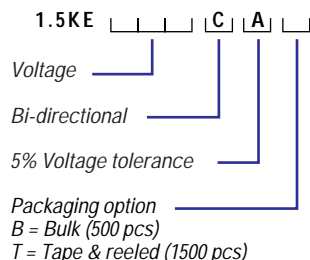 1.5KE C A
Voltage
Bi-directional
5% Voltage tolerance
Packaging option
B = Bulk (500 pcs)
T = Tape & reeled (1500 pcs)